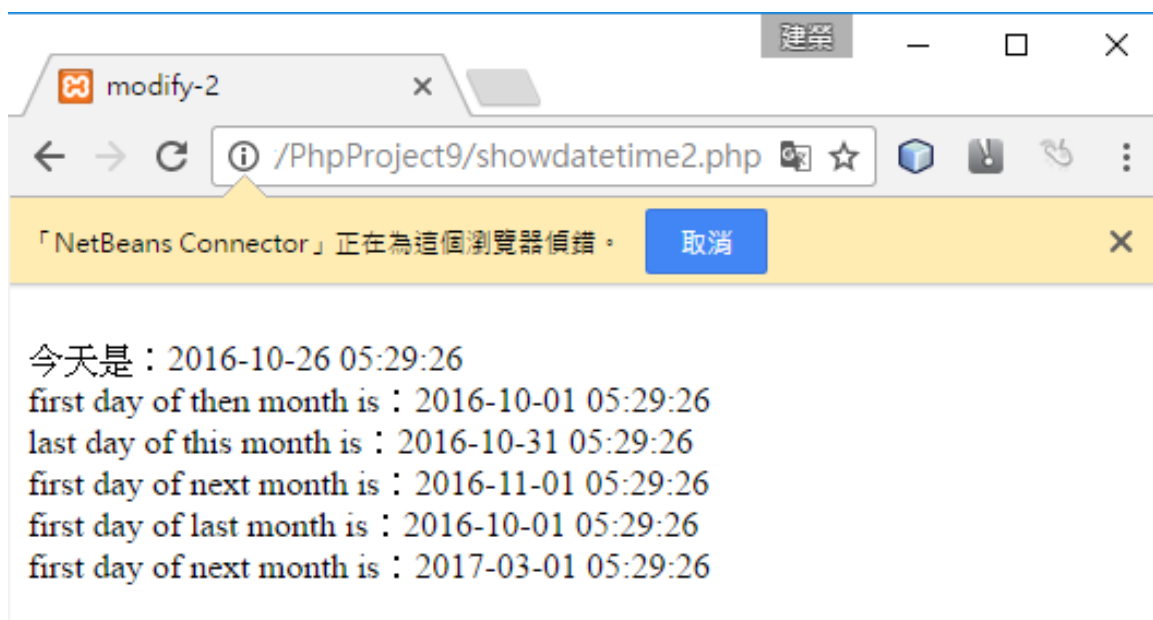 建榮
modify-2
:/PhpProject9/showdatetime2.php
「NetBeans Connector」正在為這個瀏覽器偵錯。 取消
今天是：2016-10-26 05:29:26
first day of then month is：2016-10-01 05:29:26
last day of this month is：2016-10-31 05:29:26
first day of next month is：2016-11-01 05:29:26
first day of last month is：2016-10-01 05:29:26
first day of next month is：2017-03-01 05:29:26